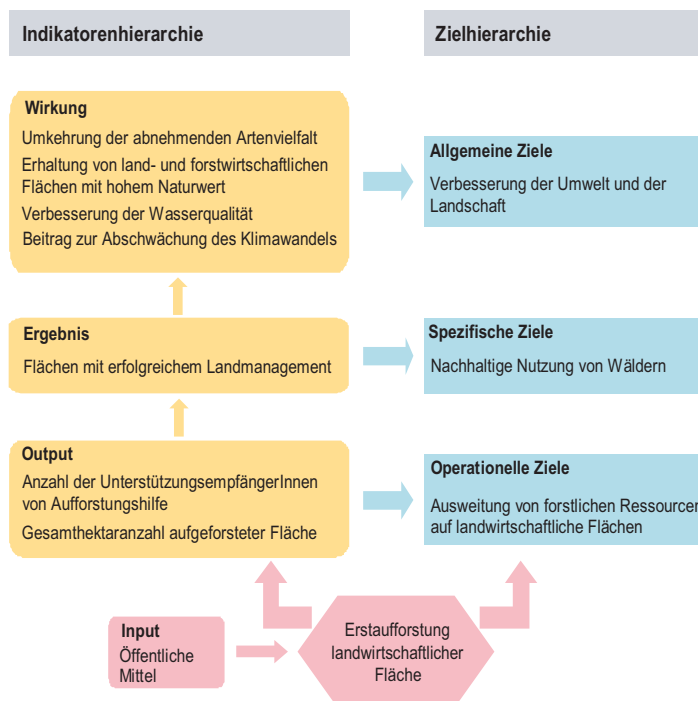 Indikatorenhierarchie
Zielhierarchie
Wirkung
Umkehrung der abnehmenden Artenvielfalt
Erhaltung von land- und forstwirtschaftlichen
Flächen mit hohem Naturwert
Verbesserung der Wasserqualität
Beitrag zur Abschwächung des Klimawandels
Allgemeine Ziele
Verbesserung der Umwelt und der
Landschaft
Ergebnis
Flächen mit erfolgreichem Landmanagement
Spezifische Ziele
Nachhaltige Nutzung von Wäldern
Output
Anzahl der UnterstützungsempfängerInnen
von Aufforstungshilfe
Gesamthektaranzahl aufgeforsteter Fläche
Operationelle Ziele
Ausweitung von forstlichen Ressourcen
auf landwirtschaftliche Flächen
Input
Öffentliche
Mittel
Erstaufforstung
landwirtschaftlicher
Fläche